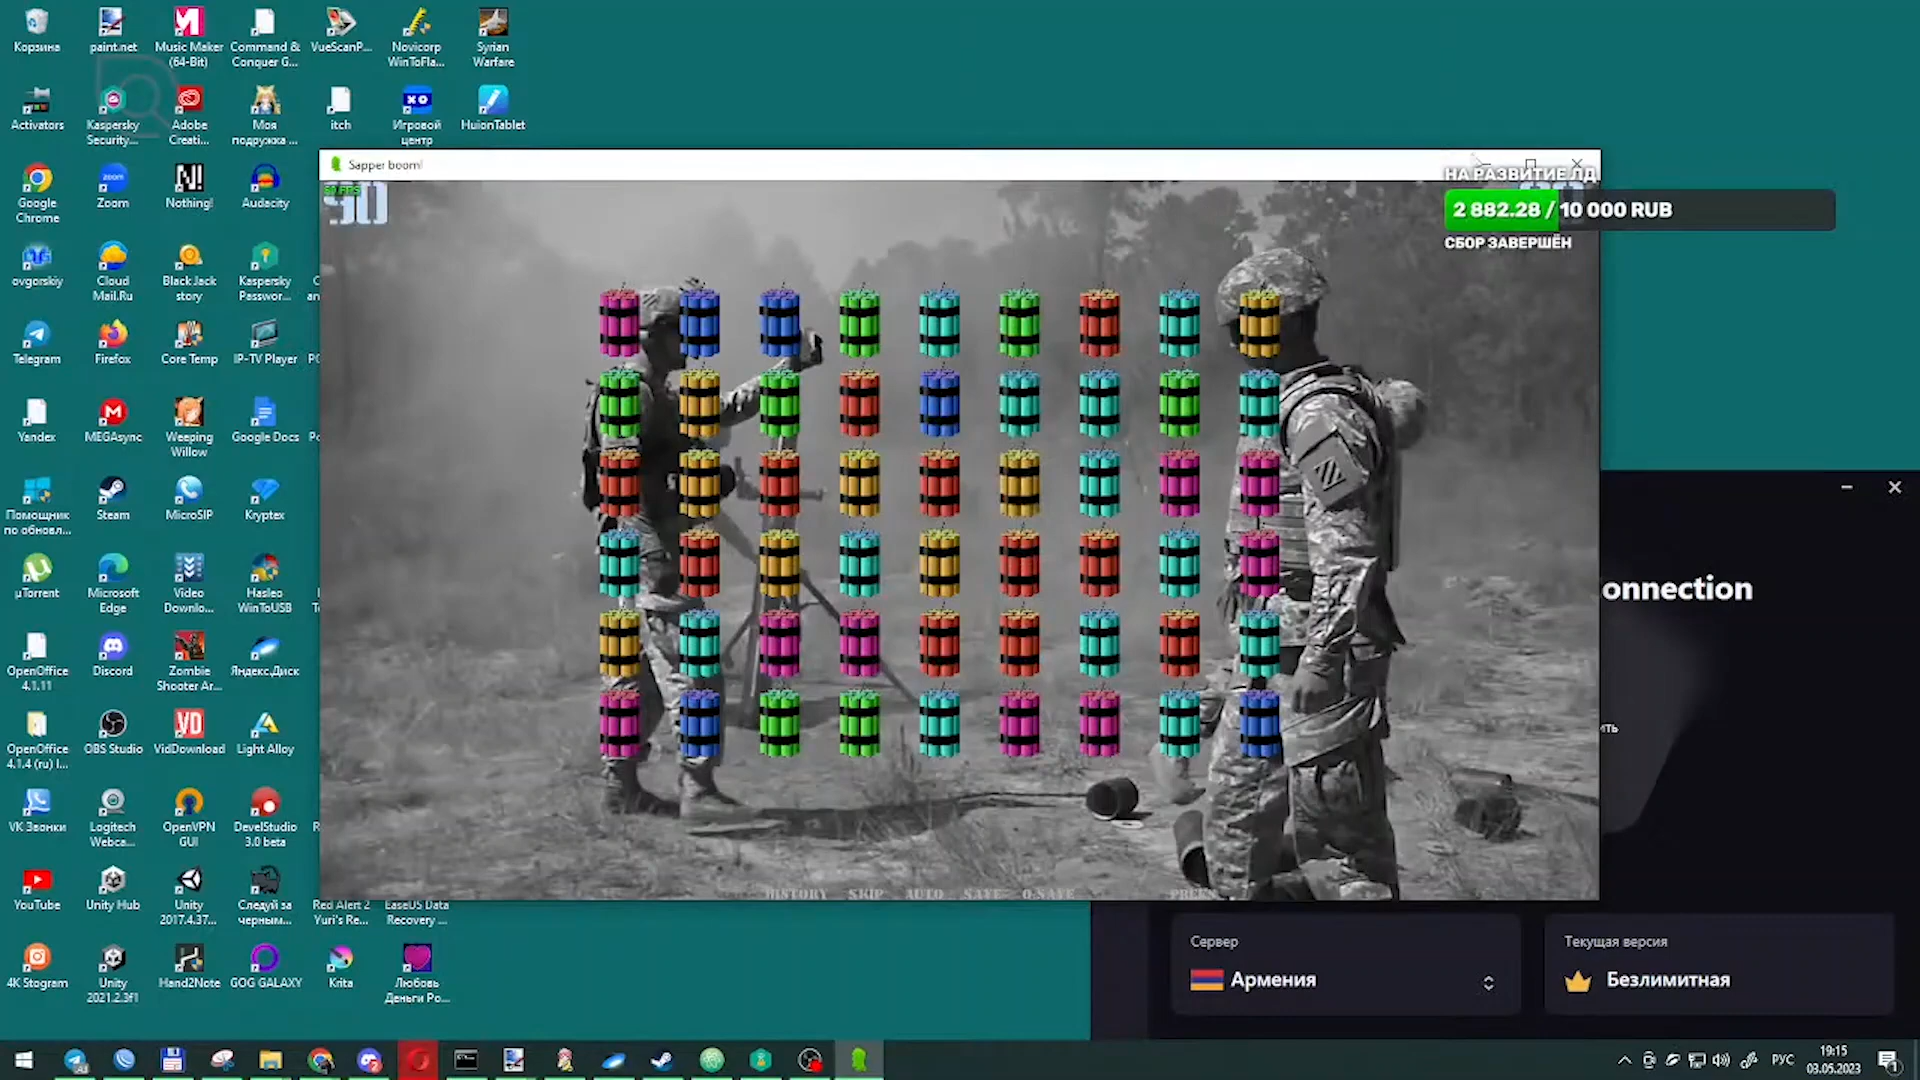 Корзина
paint.net
Music Maker
(64-Bit)
Command &
Conquer G...
VueScanP...
Novicorp
WinToFla...
Syrian
Warfare
Activators
Kaspersky
Security...
Adobe
Creati...
Моя
подружка ...
itch
Игровой
центр
HuionTablet
Google
Chrome
Zoom
Nothing!
Audacity
ovgorskiy
Cloud
Mail.Ru
Black Jack
story
Kaspersky
Passwor...
Telegram
Firefox
Core Temp
IP-TV Player
Yandex
MEGAsync
Weeping
Willow
Google Docs
Помощник
по обновл...
Steam
MicroSIP
Kryptex
µTorrent
Microsoft
Edge
Video
Downlo...
Hasleo
WinToUSB
OpenOffice
4.1.11
Discord
Zombie
Shooter Ar...
Яндекс.Диск
OpenOffice
4.1.4 (ru) I...
OBS Studio
VidDownload
Light Alloy
VK Звонки
Logitech
Webca...
OpenVPN
GUI
DevelStudio
3.0 beta
YouTube
Unity Hub
Unity
2017.4.37...
Следуй за
черным...
Red Alert 2
Yuri's Re...
EaseUS Data
Recovery ...
4K Stogram
Unity
2021.2.3f1
Hand2Note
GOG GALAXY
Krita
Любовь
Деньги Ро...
Sapper boom!
90
НА РАЗВИТИЕ ЛД
2 882.28 / 10 000 RUB
СБОР ЗАВЕРШЁН
HISTORY SKIP AUTO SAVE Q.SAVE PREFS
onnection
ить
Сервер
Армения
Текущая версия
Безлимитная
РУС
19:15
03.05.2023